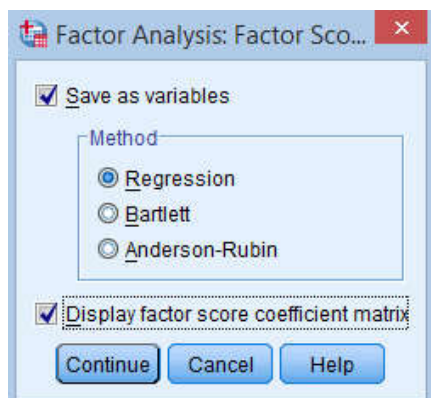 Factor Analysis: Factor Sco...
Save as variables
Method
Regression
Bartlett
Anderson-Rubin
Display factor score coefficient matrix
Continue Cancel Help